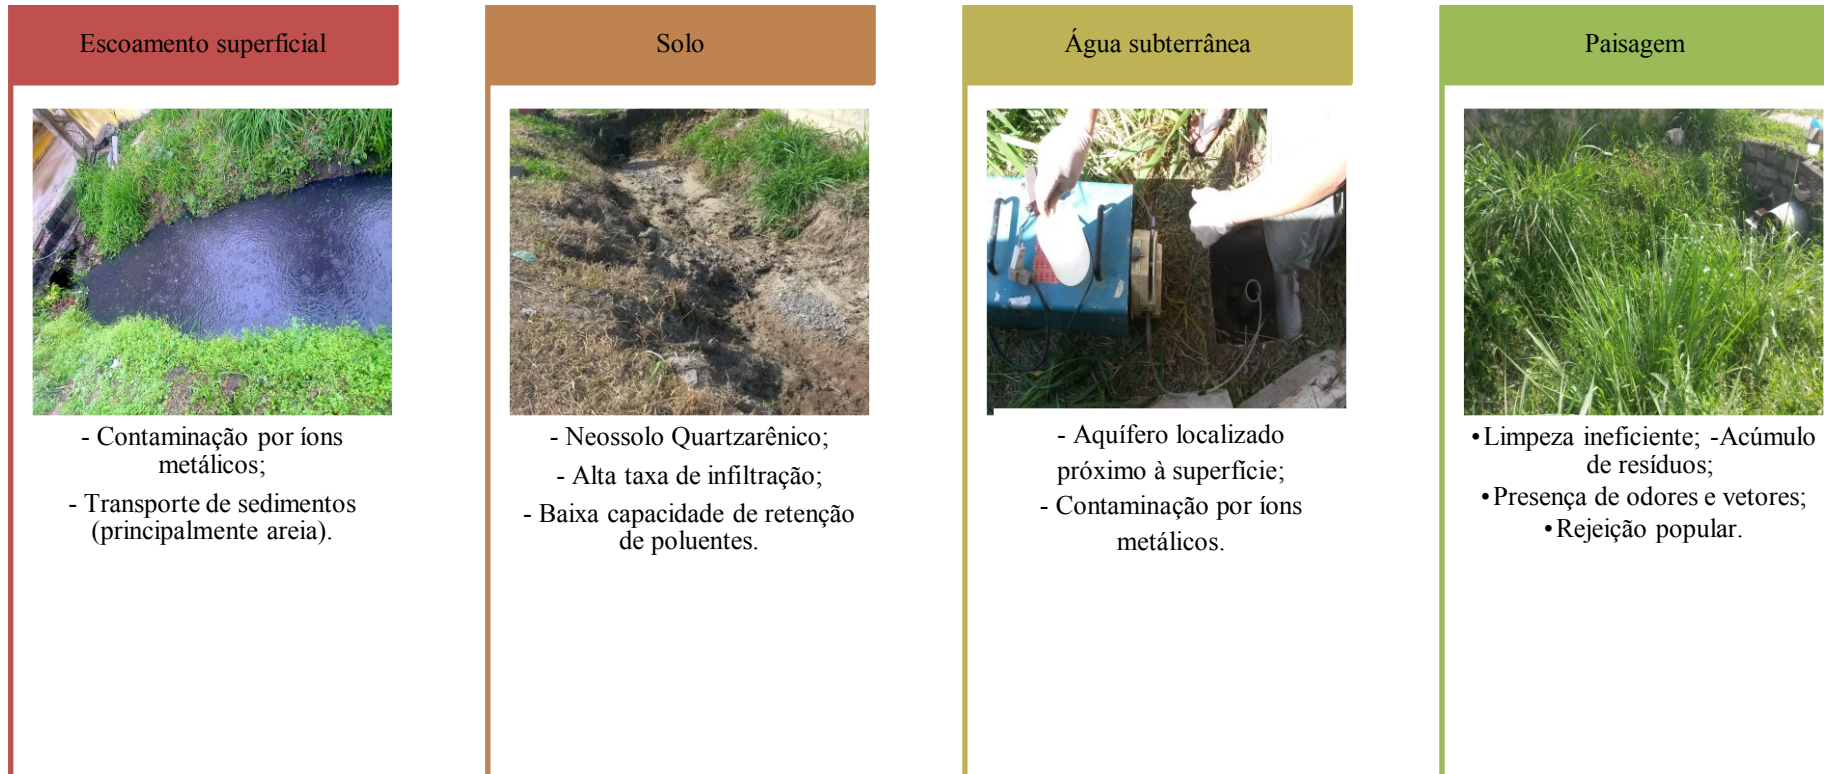 Escoamento superficial
- Contaminação por íons
metálicos;
- Transporte de sedimentos
(principalmente areia).
Solo
- Neossolo Quartzarênico;
- Alta taxa de infiltração;
- Baixa capacidade de retenção
de poluentes.
Água subterrânea
- Aquífero localizado
próximo à superfície;
- Contaminação por íons
metálicos.
Paisagem
•Limpeza ineficiente; -Acúmulo
de resíduos;
•Presença de odores e vetores;
•Rejeição popular.